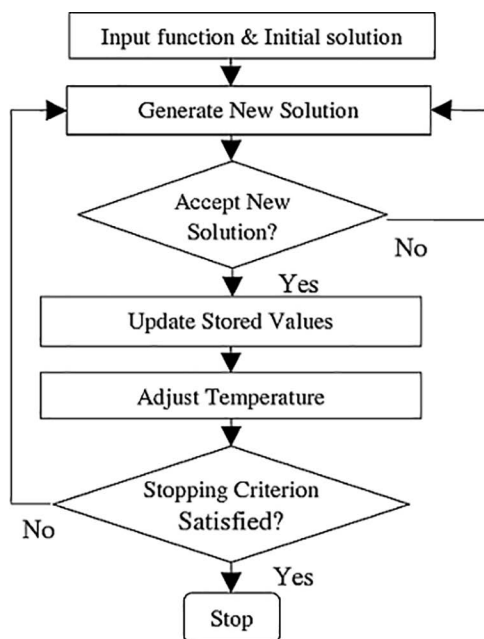 Input function & Initial solution
Generate New Solution
Accept New
Solution?
No
Yes
Update Stored Values
Adjust Temperature
Stopping Criterion
Satisfied?
No
Yes
Stop